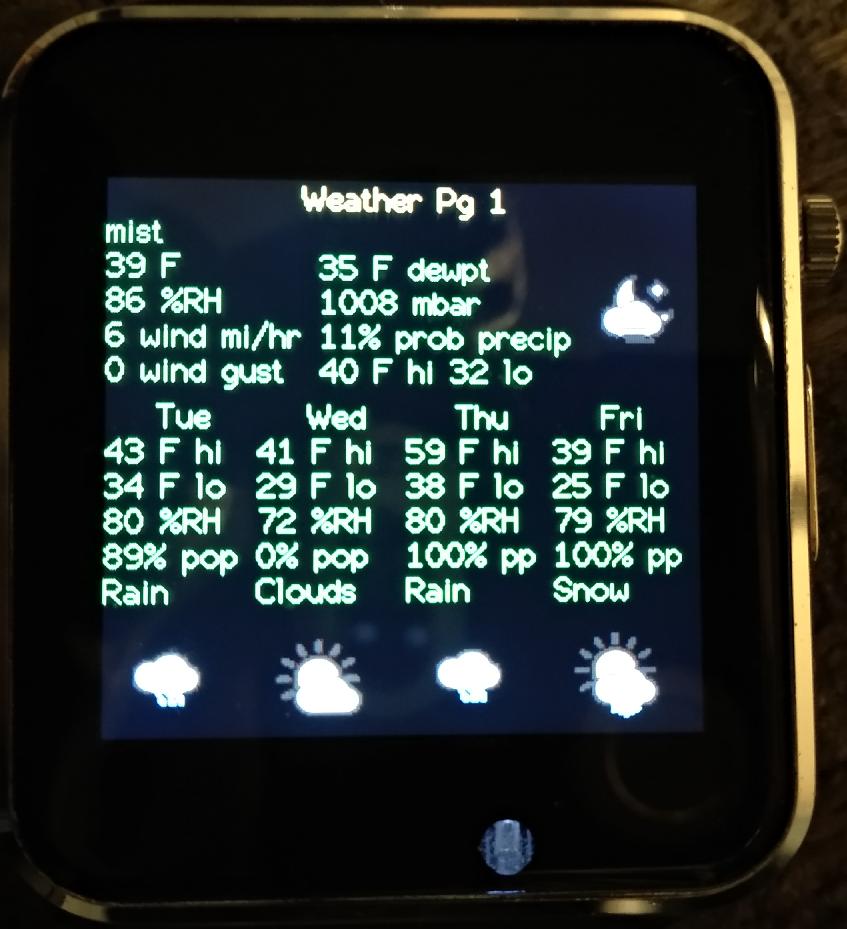 Weather Pg 1
mist
39 F 35 F dewpt
86 %RH 1008 mbar
6 wind mi/hr 11% prob precip
0 wind gust 40 F hi 32 lo
Tue Wed Thu Fri
43 F hi 41 F hi 59 F hi 39 F hi
34 F lo 29 F lo 38 F lo 25 F lo
80 %RH 72 %RH 80 %RH 79 %RH
89% pop 0% pop 100% pp 100% pp
Rain Clouds Rain Snow